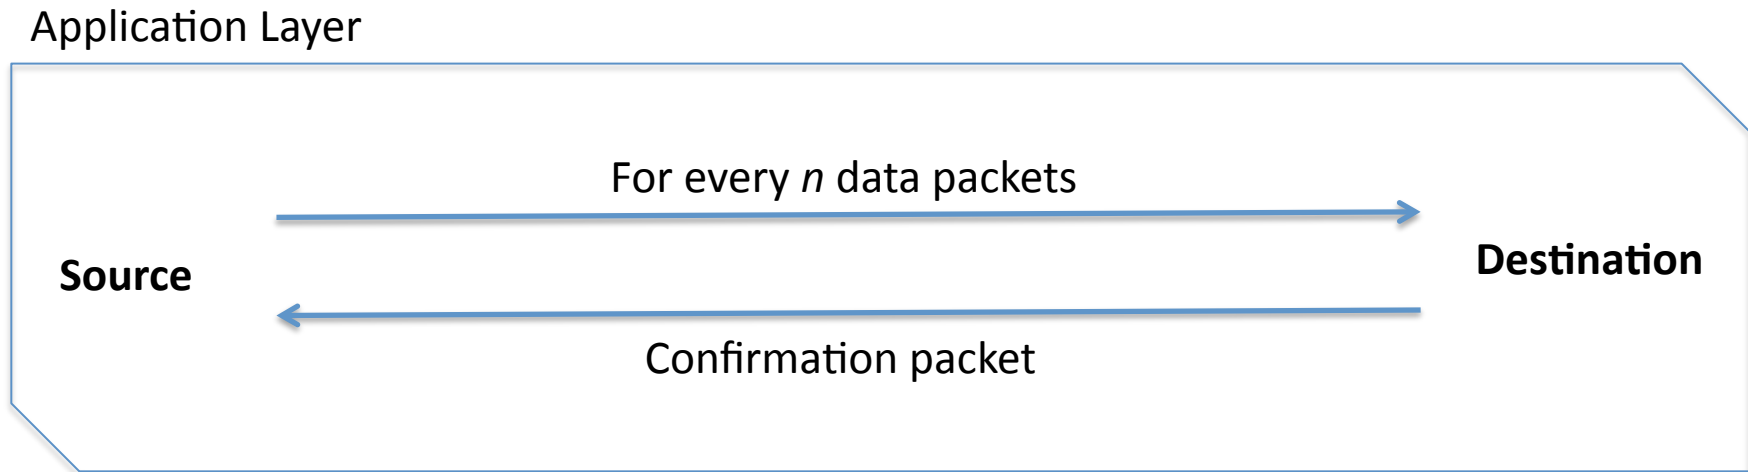 Application Layer
For every n data packets
Source
Destination
Confirmation packet